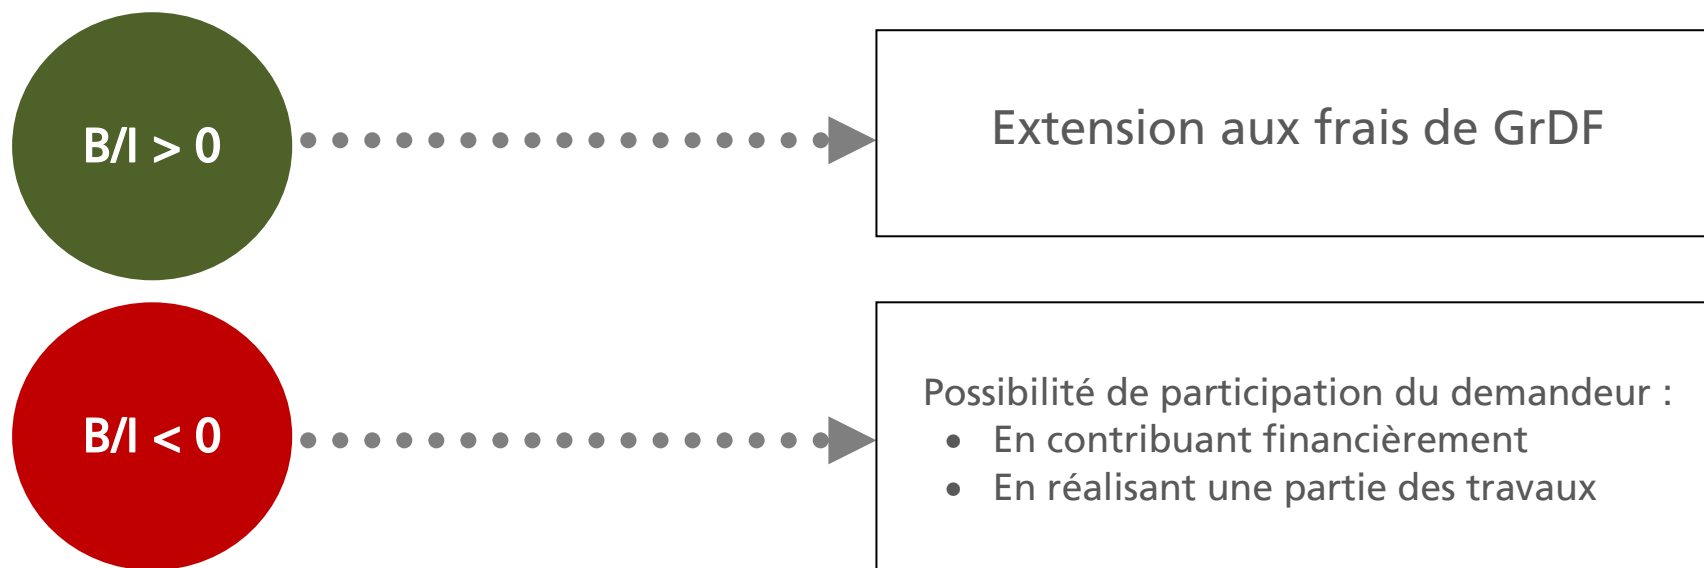 B/I > 0
Extension aux frais de GrDF
B/I < 0
Possibilité de participation du demandeur :
• En contribuant financièrement
• En réalisant une partie des travaux